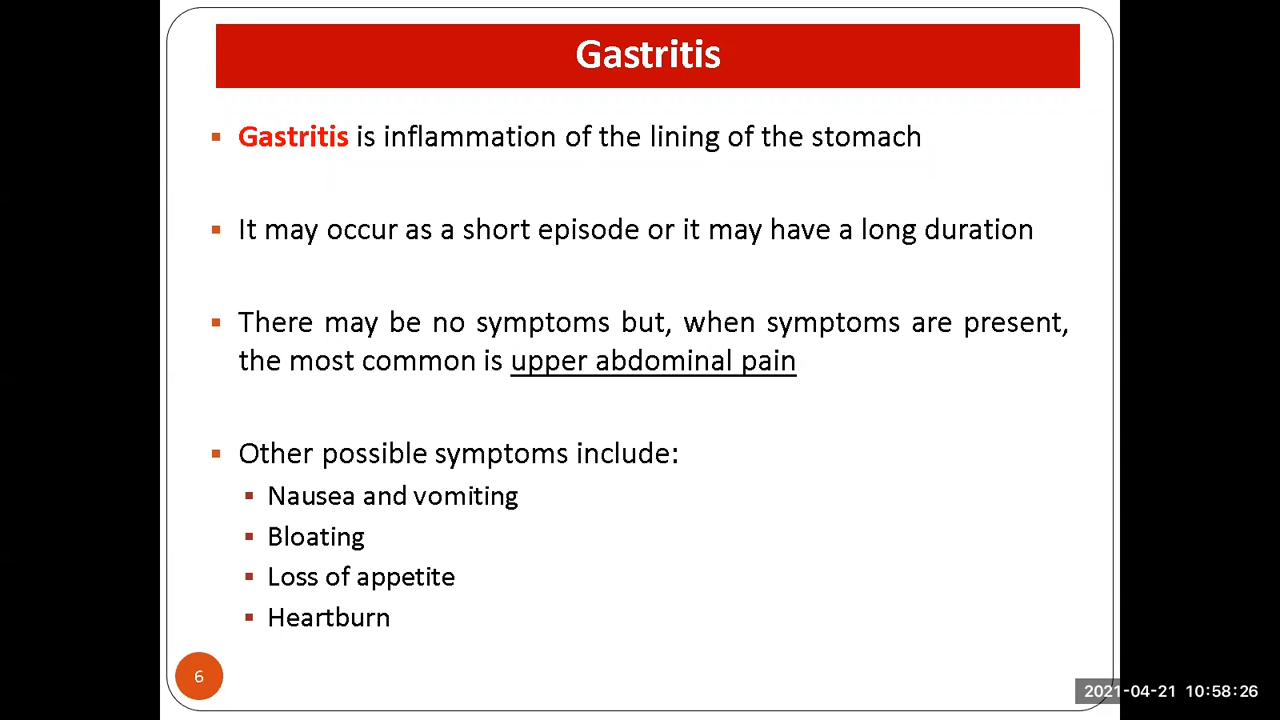 Gastritis
Gastritis is inflammation of the lining of the stomach
It may occur as a short episode or it may have a long duration
There may be no symptoms but, when symptoms are present,
the most common is upper abdominal pain
Other possible symptoms include:
Nausea and vomiting
Bloating
Loss of appetite
Heartburn
6
2021-04-21 10:58:26